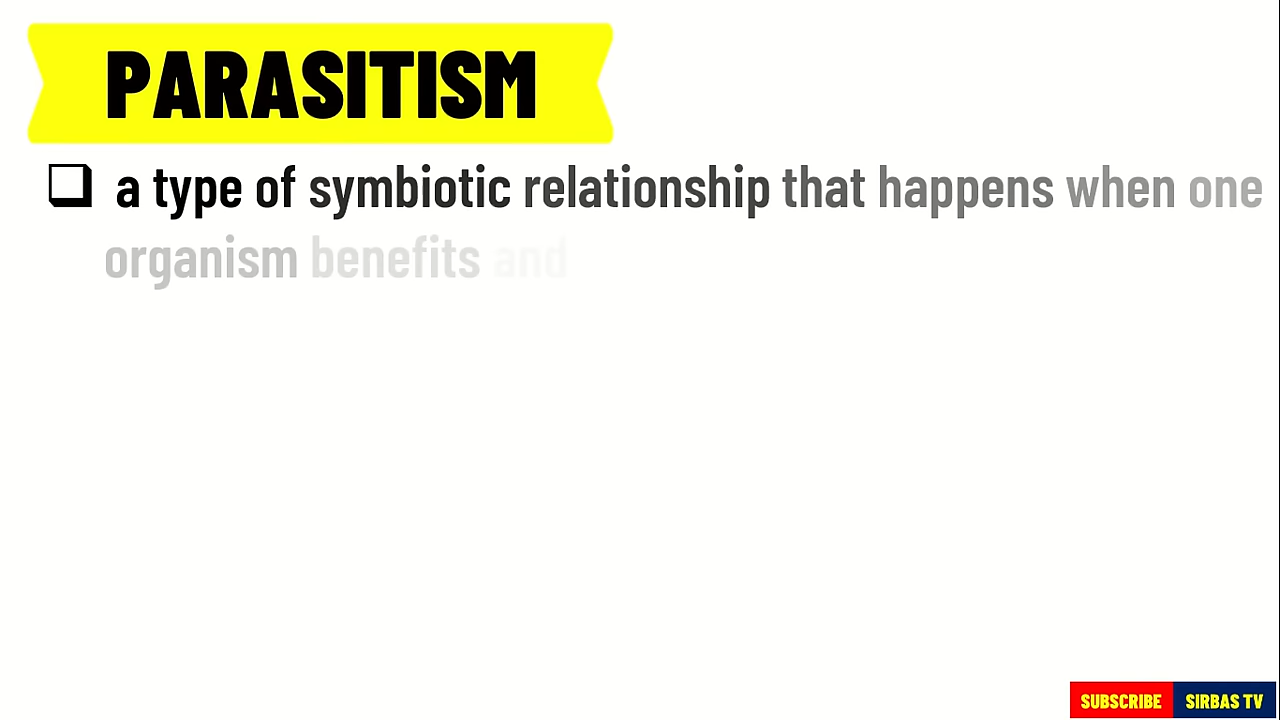 PARASITISM
a type of symbiotic relationship that happens when one
organism benefits and
SUBSCRIBE SIRBAS TV